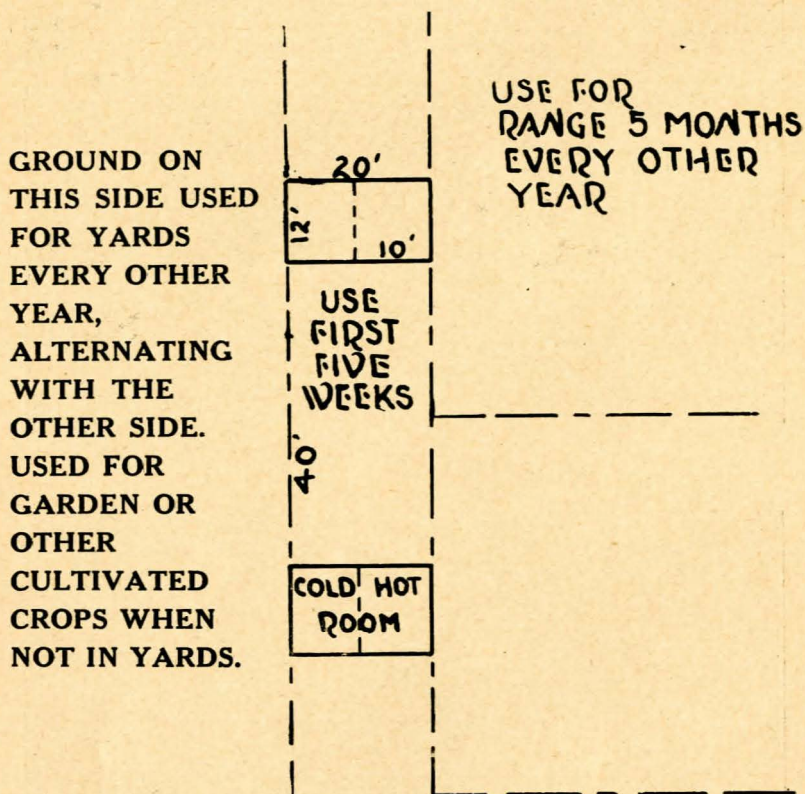 GROUND ON
THIS SIDE USED
FOR YARDS
EVERY OTHER
YEAR,
ALTERNATING
WITH THE
OTHER SIDE.
USED FOR
GARDEN OR
OTHER
CULTIVATED
CROPS WHEN
NOT IN YARDS.
20'
12'
10'
USE
FIRST
FIVE
WEEKS
40'
COLD HOT
ROOM
USE FOR
RANGE 5 MONTHS
EVERY OTHER
YEAR